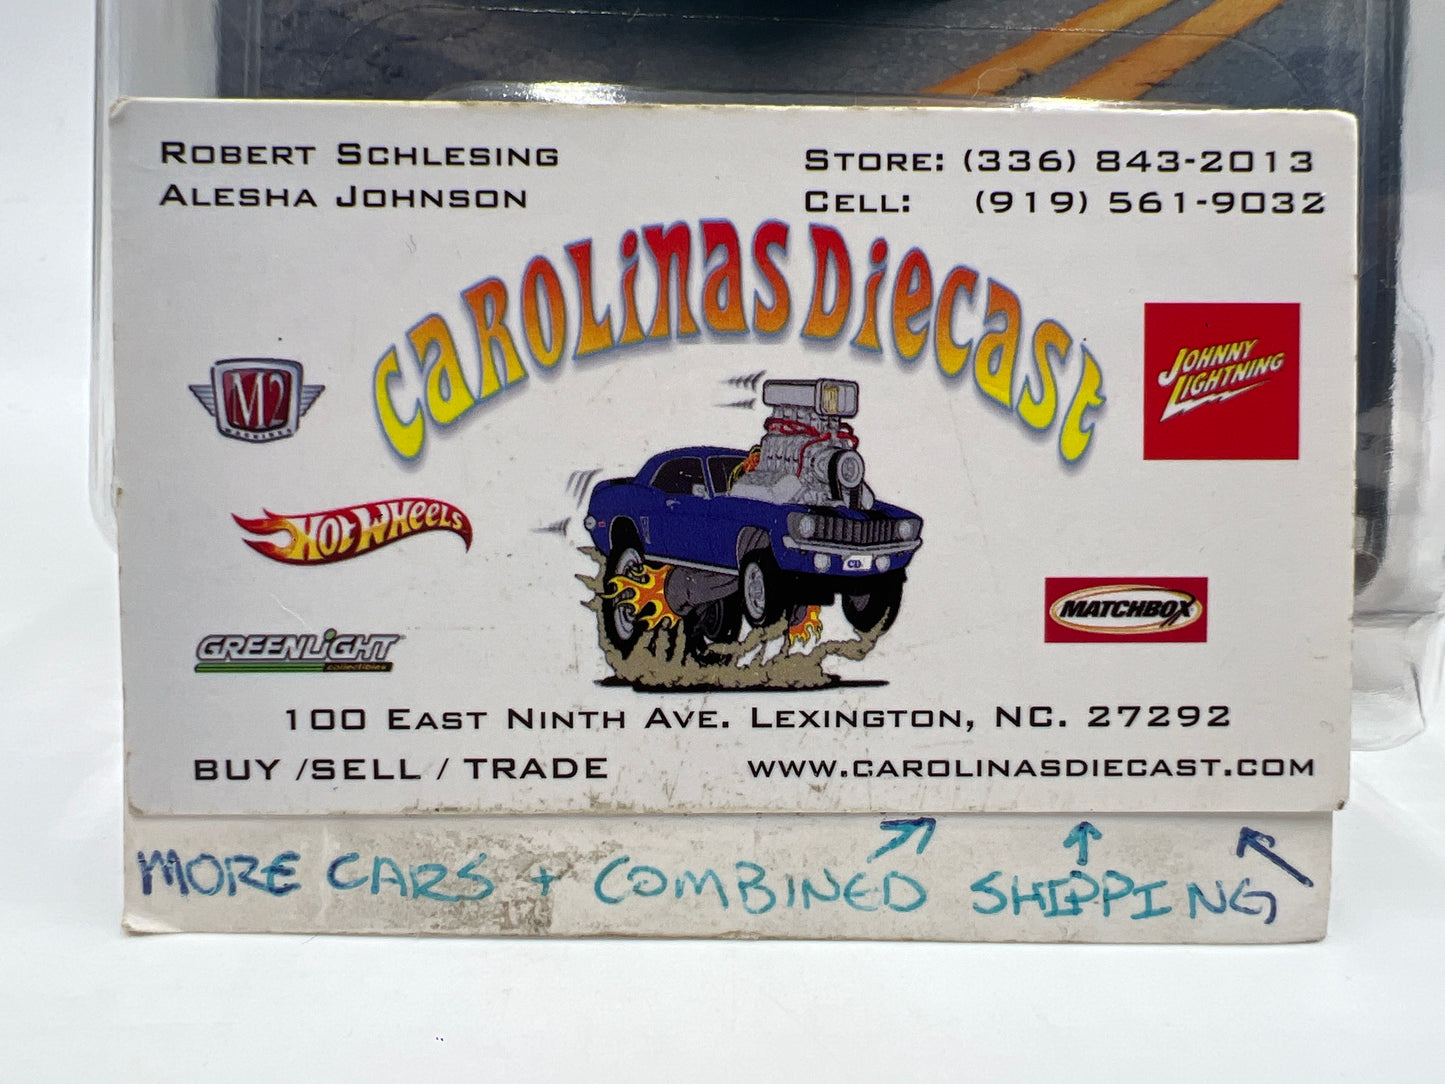 ROBERT SCHLESING
ALESHA JOHNSON
STORE: (336) 843-2013
CELL: (919) 561-9032
CAROLiNAS DiECAST
M2
MACHINES
JOHNNY
LIGHTNING
HOT WHEELS
CD
MATCHBOX
GREENLiGHT
collectibles
100 EAST NINTH AVE. LEXINGTON, NC. 27292
BUY /SELL / TRADE
WWW.CAROLINASDIECAST.COM
MORE CARS + COMBINED SHIPPING